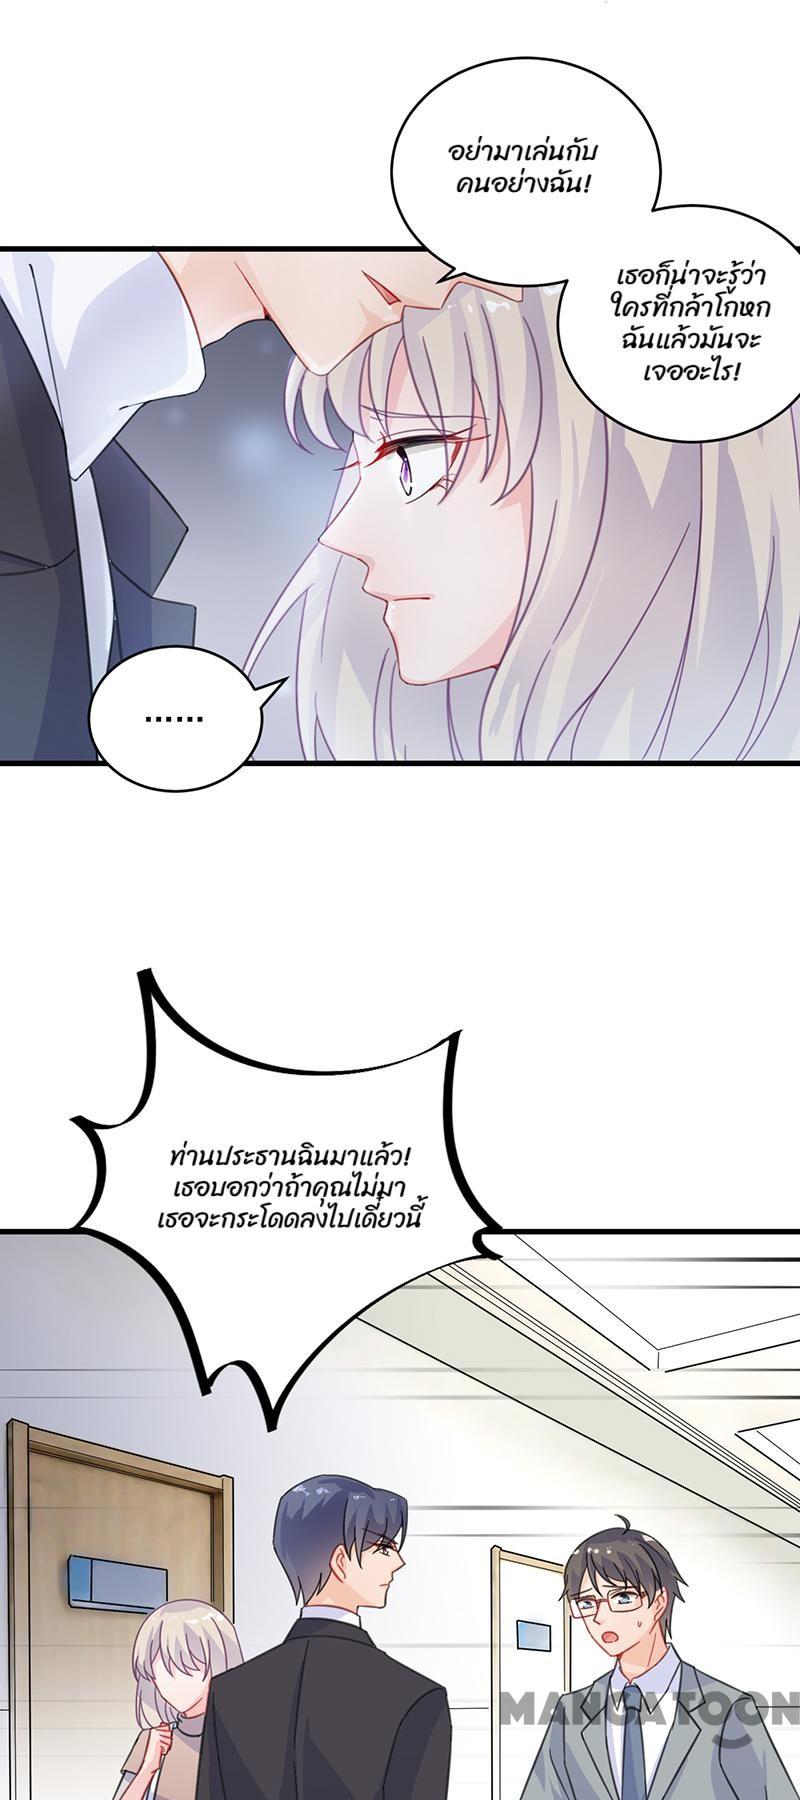 อย่ามาเล่นกับ
คนอย่างฉัน!
เธอก็น่าจะรู้ว่า
ใครที่กล้าโกหก
ฉันแล้วมันจะ
เจออะไร!
......
ท่านประธานฉินมาแล้ว!
เธอบอกว่าถ้าคุณไม่มา
เธอจะกระโดดลงไปเดี๋ยวนี้
MANGATOON